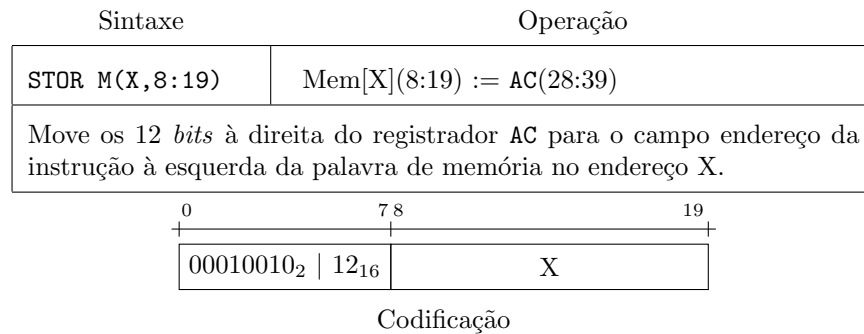 Sintaxe Operação
STOR M(X,8:19) Mem[X](8:19) := AC(28:39)
Move os 12 bits à direita do registrador AC para o campo endereço da
instrução à esquerda da palavra de memória no endereço X.
0 7 8 19
00010010₂ | 12₁₆ X
Codificação